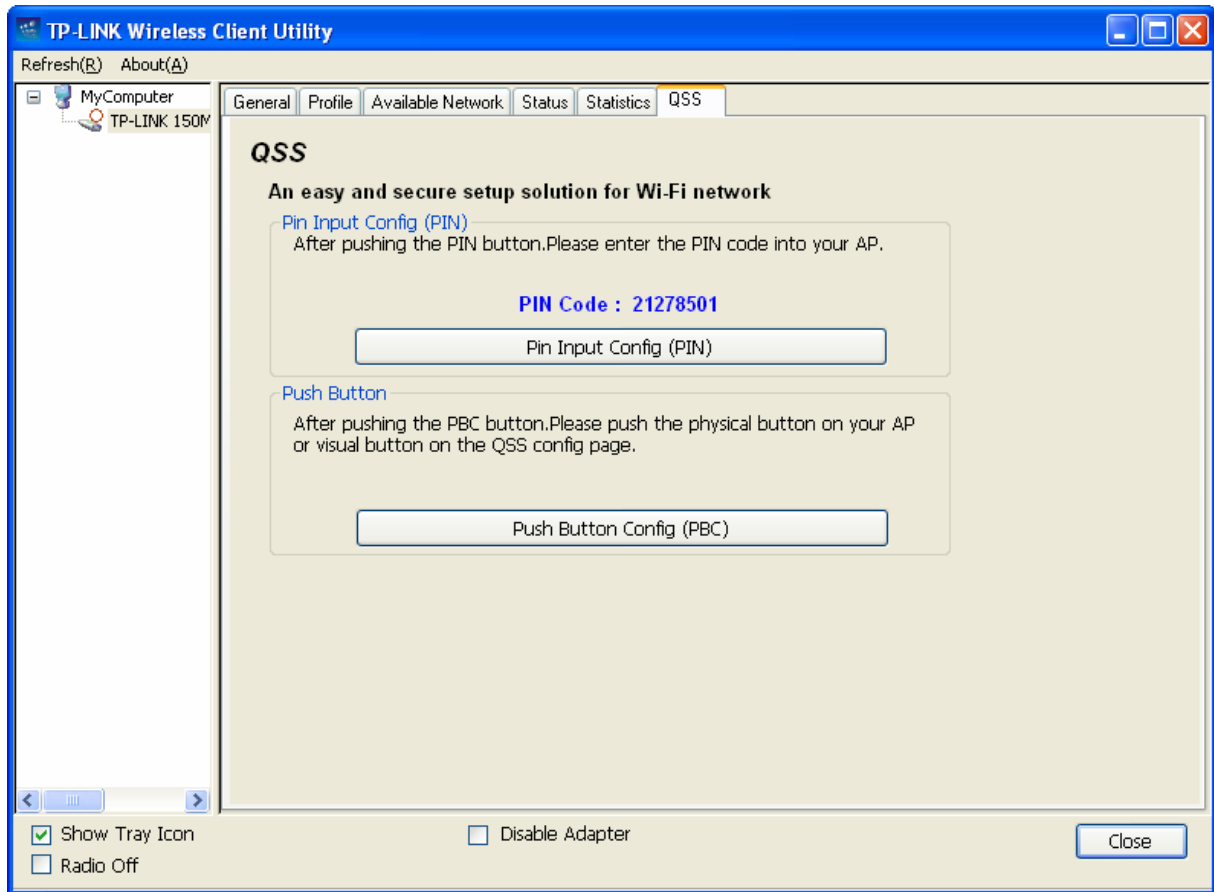 TP-LINK Wireless Client Utility
Refresh(R) About(A)
MyComputer
TP-LINK 150M
General Profile Available Network Status Statistics QSS
QSS
An easy and secure setup solution for Wi-Fi network
Pin Input Config (PIN)
After pushing the PIN button.Please enter the PIN code into your AP.
PIN Code : 21278501
Pin Input Config (PIN)
Push Button
After pushing the PBC button.Please push the physical button on your AP
or visual button on the QSS config page.
Push Button Config (PBC)
Show Tray Icon
Disable Adapter
Close
Radio Off